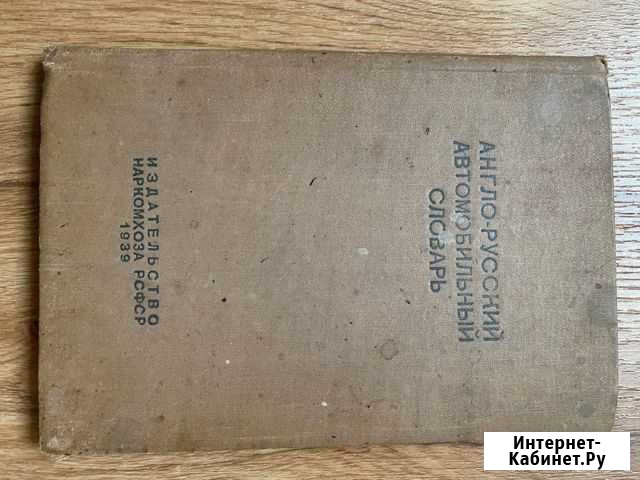 АНГЛО-РУССКИЙ
АВТОМОБИЛЬНЫЙ
СЛОВАРЬ
ИЗДАТЕЛЬСТВО
НАРКОМХОЗА РСФСР
1939
Интернет-
Кабинет.Ру